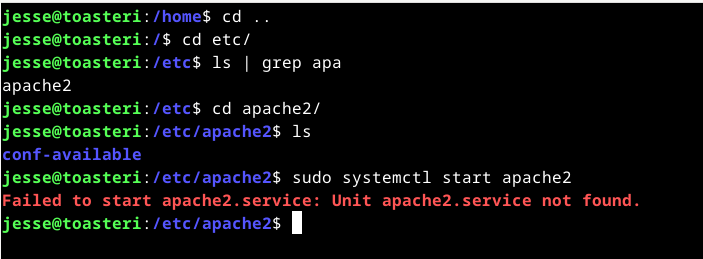 jesse@toasteri:/home$ cd ..
jesse@toasteri:/$ cd etc/
jesse@toasteri:/etc$ ls | grep apa
apache2
jesse@toasteri:/etc$ cd apache2/
jesse@toasteri:/etc/apache2$ ls
conf-available
jesse@toasteri:/etc/apache2$ sudo systemctl start apache2
Failed to start apache2.service: Unit apache2.service not found.
jesse@toasteri:/etc/apache2$